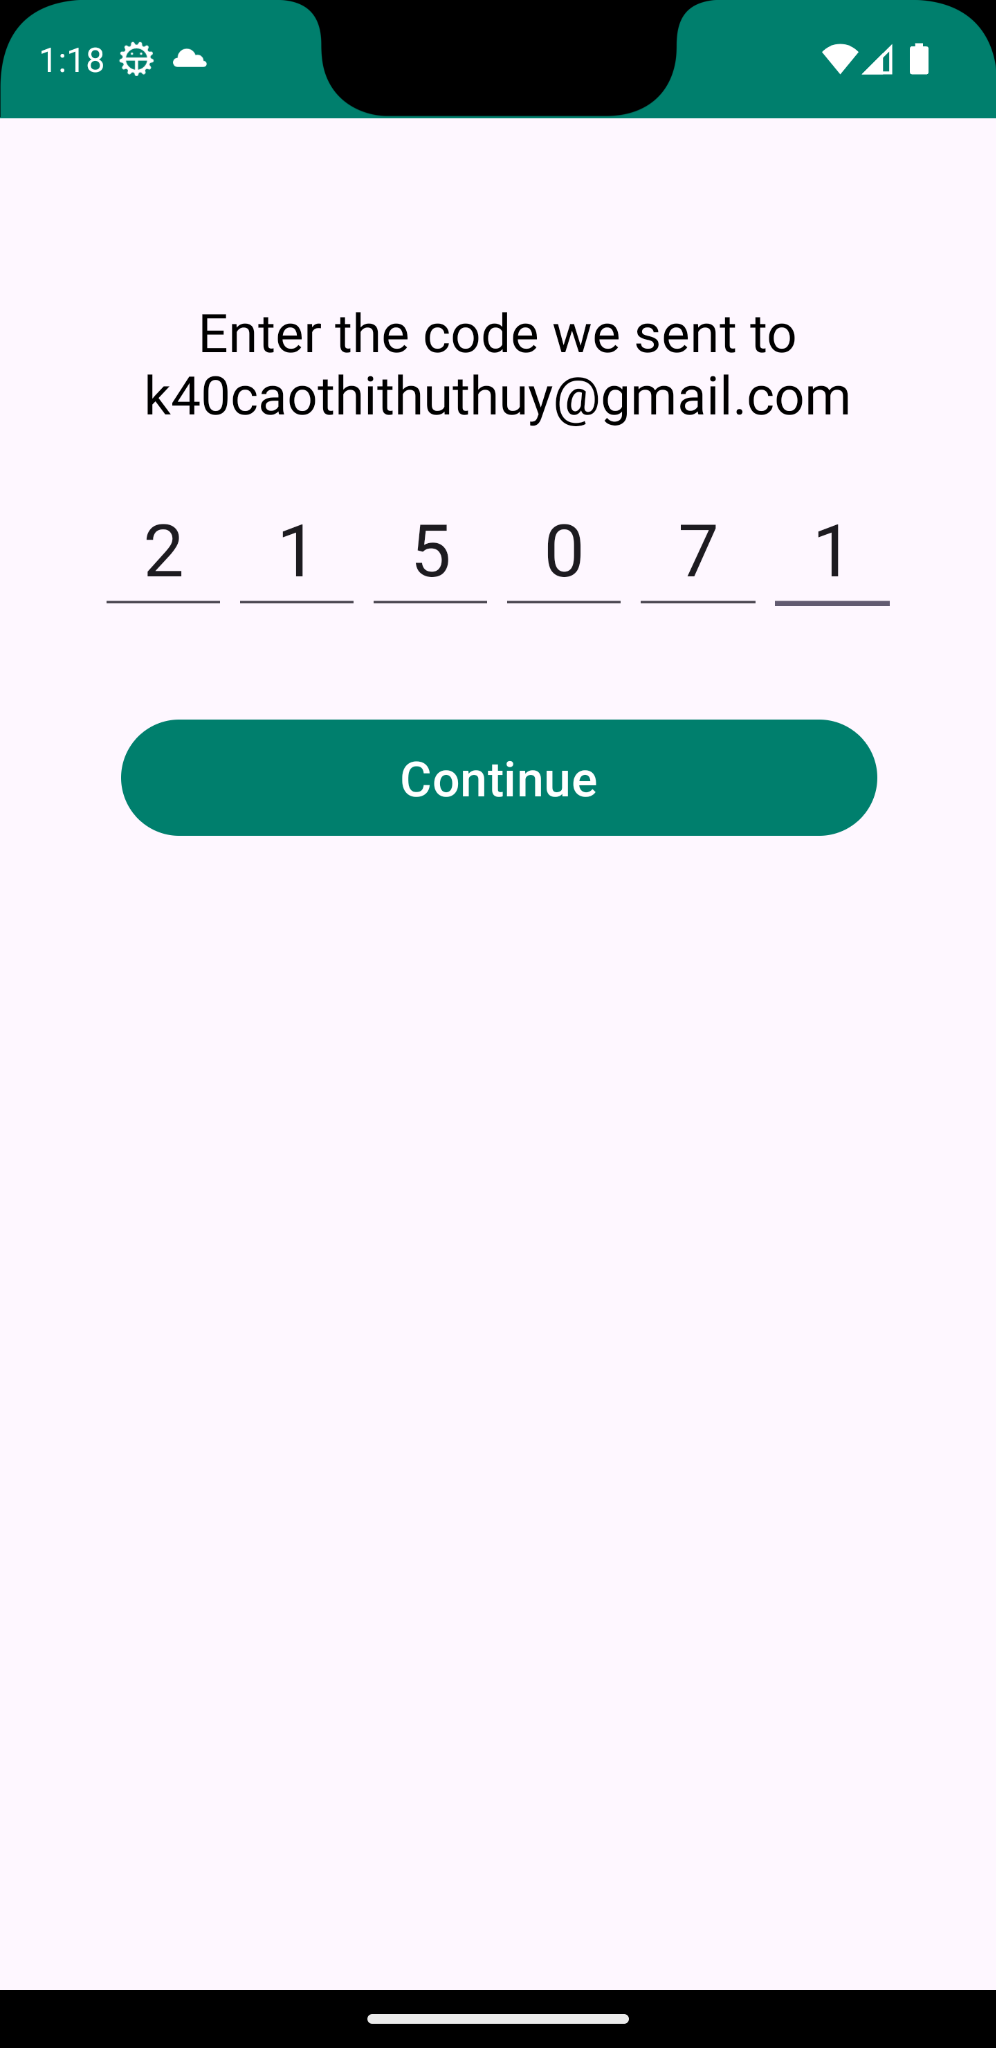 1:18
Enter the code we sent to
k40caothithuthuy@gmail.com
2 1 5 0 7 1
Continue